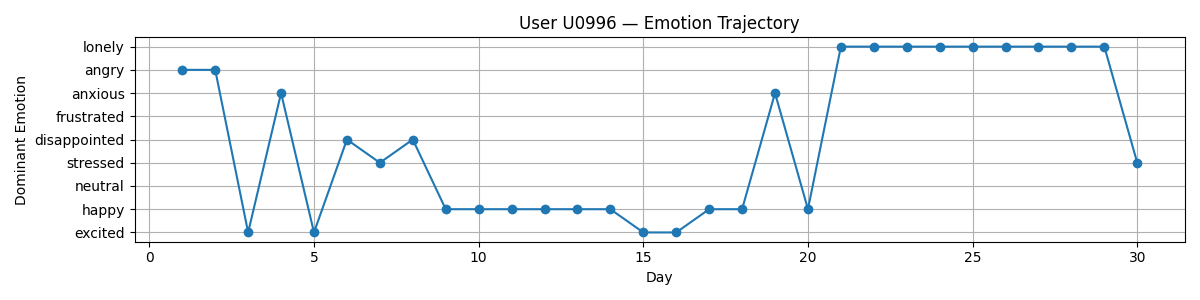 User U0996 — Emotion Trajectory
Dominant Emotion
lonely
angry
anxious
frustrated
disappointed
stressed
neutral
happy
excited
0 5 10 15 20 25 30
Day